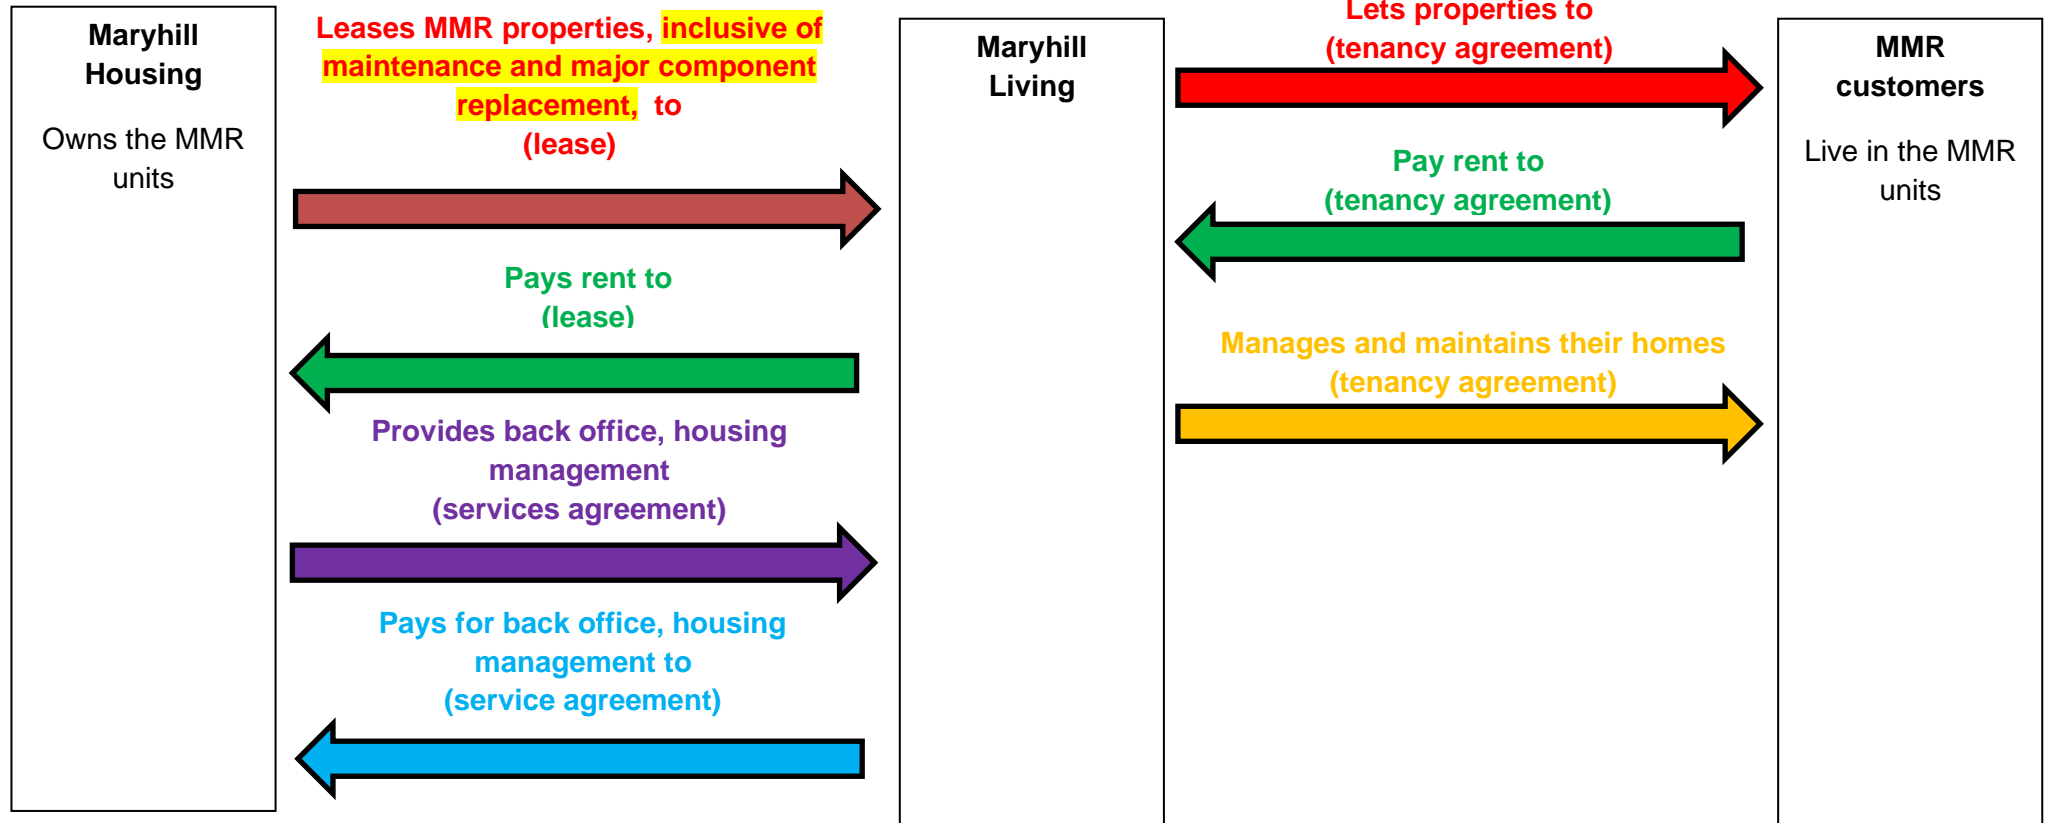 Maryhill
Housing
Owns the MMR
units
Leases MMR properties, inclusive of
maintenance and major component
replacement, to
(lease)
Pays rent to
(lease)
Provides back office, housing
management
(services agreement)
Pays for back office, housing
management to
(service agreement)
Maryhill
Living
Lets properties to
(tenancy agreement)
Pay rent to
(tenancy agreement)
Manages and maintains their homes
(tenancy agreement)
MMR
customers
Live in the MMR
units